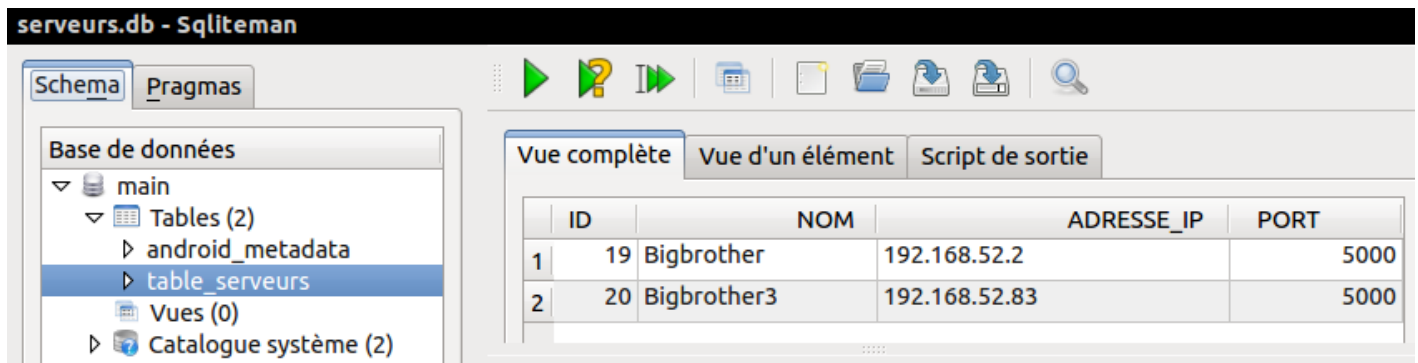 serveurs.db - Sqliteman
Schema Pragmas
Base de données
main
Tables (2)
android_metadata
table_serveurs
Vues (0)
Catalogue système (2)
Vue complète Vue d'un élément Script de sortie
ID NOM ADRESSE_IP PORT
1 19 Bigbrother 192.168.52.2 5000
2 20 Bigbrother3 192.168.52.83 5000